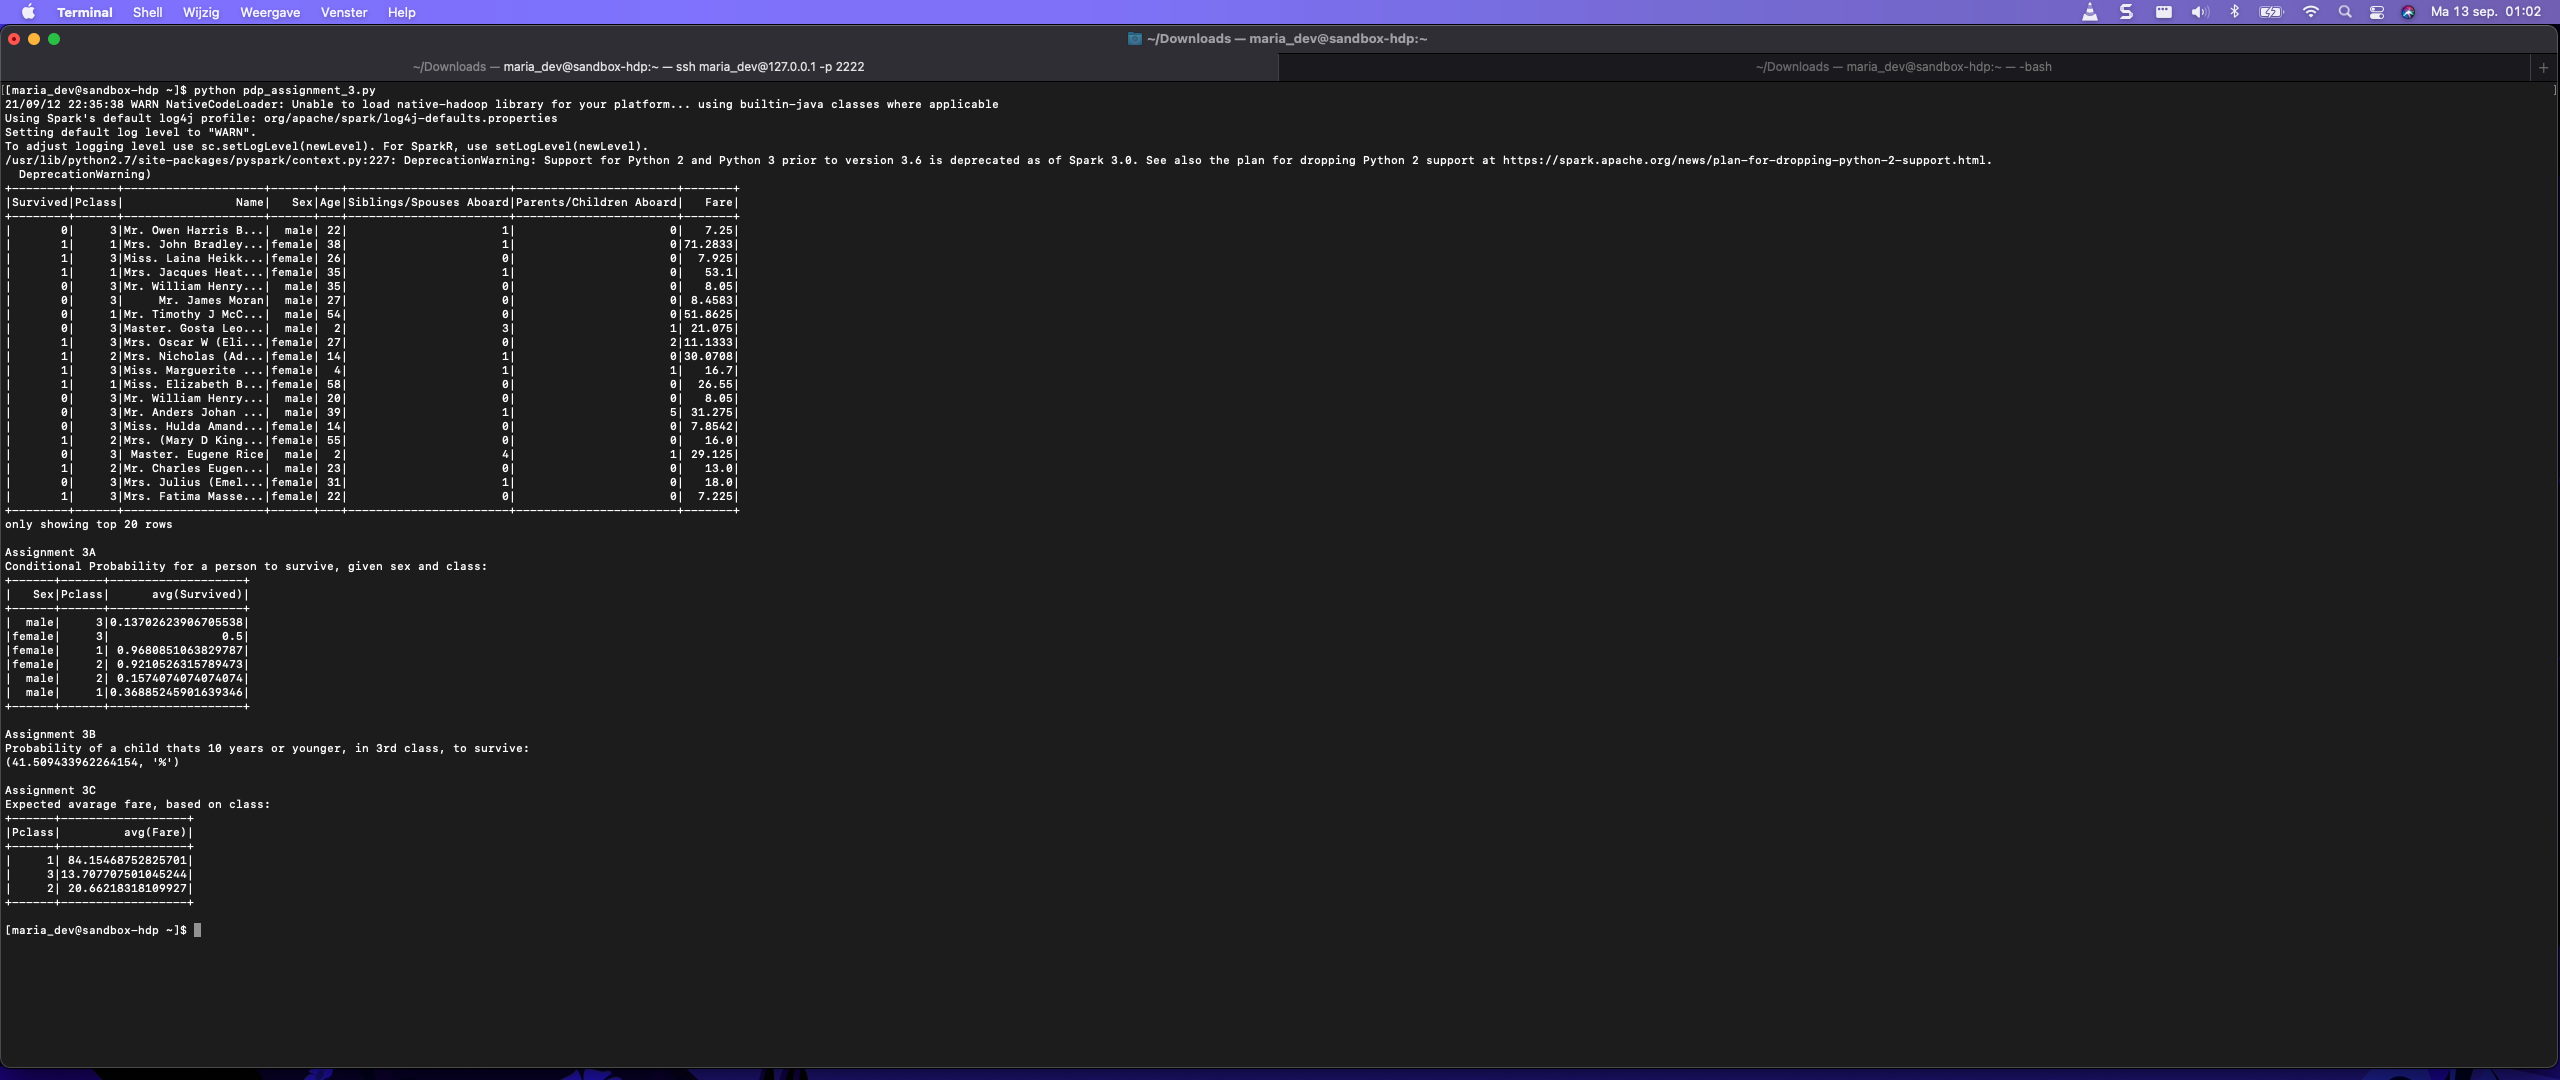 Terminal Shell Wijzig Weergave Venster Help Ma 13 sep. 01:02
~/Downloads — maria_dev@sandbox-hdp:~
~/Downloads — maria_dev@sandbox-hdp:~ — ssh maria_dev@127.0.0.1 -p 2222 ~/Downloads — maria_dev@sandbox-hdp:~ — -bash +
[[maria_dev@sandbox-hdp ~]$ python pdp_assignment_3.py ]
21/09/12 22:35:38 WARN NativeCodeLoader: Unable to load native-hadoop library for your platform... using builtin-java classes where applicable
Using Spark's default log4j profile: org/apache/spark/log4j-defaults.properties
Setting default log level to "WARN".
To adjust logging level use sc.setLogLevel(newLevel). For SparkR, use setLogLevel(newLevel).
/usr/lib/python2.7/site-packages/pyspark/context.py:227: DeprecationWarning: Support for Python 2 and Python 3 prior to version 3.6 is deprecated as of Spark 3.0. See also the plan for dropping Python 2 support at https://spark.apache.org/news/plan-for-dropping-python-2-support.html.
  DeprecationWarning)
+--------+------+--------------------+------+---+-----------------------+-----------------------+-------+
|Survived|Pclass|                Name|   Sex|Age|Siblings/Spouses Aboard|Parents/Children Aboard|   Fare|
+--------+------+--------------------+------+---+-----------------------+-----------------------+-------+
|       0|     3|Mr. Owen Harris B...|  male| 22|                      1|                      0|   7.25|
|       1|     1|Mrs. John Bradley...|female| 38|                      1|                      0|71.2833|
|       1|     3|Miss. Laina Heikk...|female| 26|                      0|                      0|  7.925|
|       1|     1|Mrs. Jacques Heat...|female| 35|                      1|                      0|   53.1|
|       0|     3|Mr. William Henry...|  male| 35|                      0|                      0|   8.05|
|       0|     3|     Mr. James Moran|  male| 27|                      0|                      0| 8.4583|
|       0|     1|Mr. Timothy J McC...|  male| 54|                      0|                      0|51.8625|
|       0|     3|Master. Gosta Leo...|  male|  2|                      3|                      1| 21.075|
|       1|     3|Mrs. Oscar W (Eli...|female| 27|                      0|                      2|11.1333|
|       1|     2|Mrs. Nicholas (Ad...|female| 14|                      1|                      0|30.0708|
|       1|     3|Miss. Marguerite ...|female|  4|                      1|                      1|   16.7|
|       1|     1|Miss. Elizabeth B...|female| 58|                      0|                      0|  26.55|
|       0|     3|Mr. William Henry...|  male| 20|                      0|                      0|   8.05|
|       0|     3|Mr. Anders Johan ...|  male| 39|                      1|                      5| 31.275|
|       0|     3|Miss. Hulda Amand...|female| 14|                      0|                      0| 7.8542|
|       1|     2|Mrs. (Mary D King...|female| 55|                      0|                      0|   16.0|
|       0|     3| Master. Eugene Rice|  male|  2|                      4|                      1| 29.125|
|       1|     2|Mr. Charles Eugen...|  male| 23|                      0|                      0|   13.0|
|       0|     3|Mrs. Julius (Emel...|female| 31|                      1|                      0|   18.0|
|       1|     3|Mrs. Fatima Masse...|female| 22|                      0|                      0|  7.225|
+--------+------+--------------------+------+---+-----------------------+-----------------------+-------+
only showing top 20 rows
Assignment 3A
Conditional Probability for a person to survive, given sex and class:
+------+------+-------------------+
|   Sex|Pclass|      avg(Survived)|
+------+------+-------------------+
|  male|     3|0.13702623906705538|
|female|     3|                0.5|
|female|     1| 0.9680851063829787|
|female|     2| 0.9210526315789473|
|  male|     2| 0.1574074074074074|
|  male|     1|0.36885245901639346|
+------+------+-------------------+
Assignment 3B
Probability of a child thats 10 years or younger, in 3rd class, to survive:
(41.509433962264154, '%')
Assignment 3C
Expected avarage fare, based on class:
+------+------------------+
|Pclass|         avg(Fare)|
+------+------------------+
|     1| 84.15468752825701|
|     3|13.707707501045244|
|     2| 20.66218318109927|
+------+------------------+
[maria_dev@sandbox-hdp ~]$